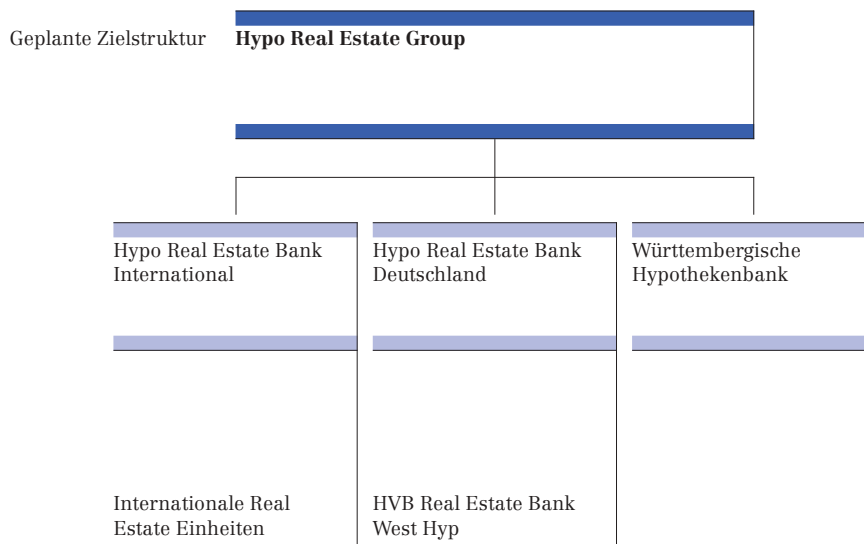 Geplante Zielstruktur
Hypo Real Estate Group
Hypo Real Estate Bank
International
Hypo Real Estate Bank
Deutschland
Württembergische
Hypothekenbank
Internationale Real
Estate Einheiten
HVB Real Estate Bank
West Hyp